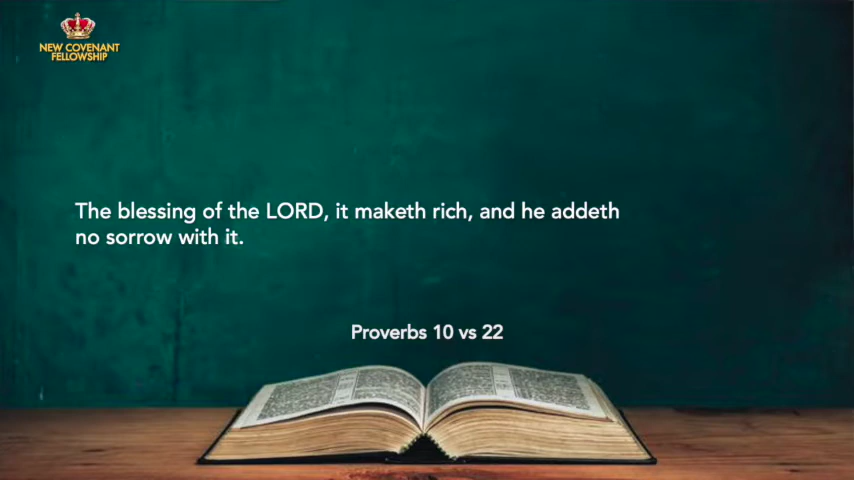 NEW COVENANT
FELLOWSHIP
The blessing of the LORD, it maketh rich, and he addeth
no sorrow with it.
Proverbs 10 vs 22